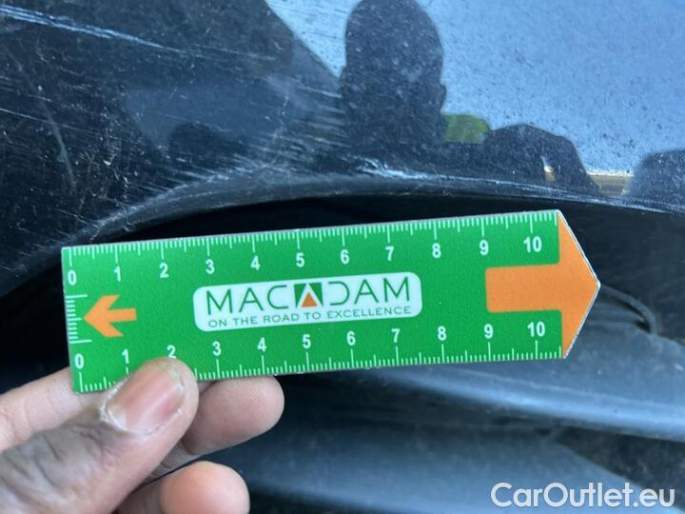 0 1 2 3 4 5 6 7 8 9 10
MACADAM
ON THE ROAD TO EXCELLENCE
0 1 2 3 4 5 6 7 8 9 10
CarOutlet.eu